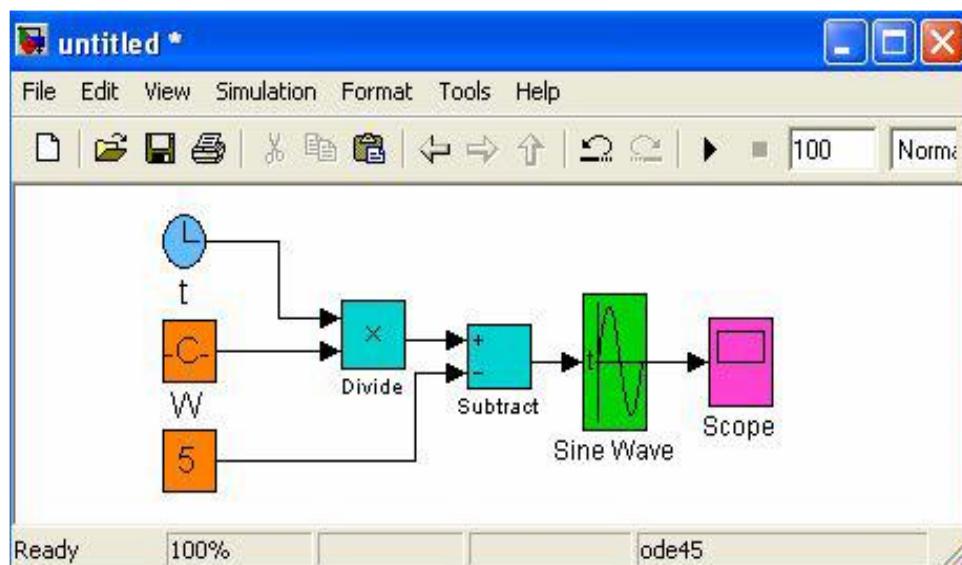 untitled *
File Edit View Simulation Format Tools Help
100 Norma
t
-C-
W
×
Divide
+
−
Subtract
t
Sine Wave
Scope
5
Ready 100% ode45